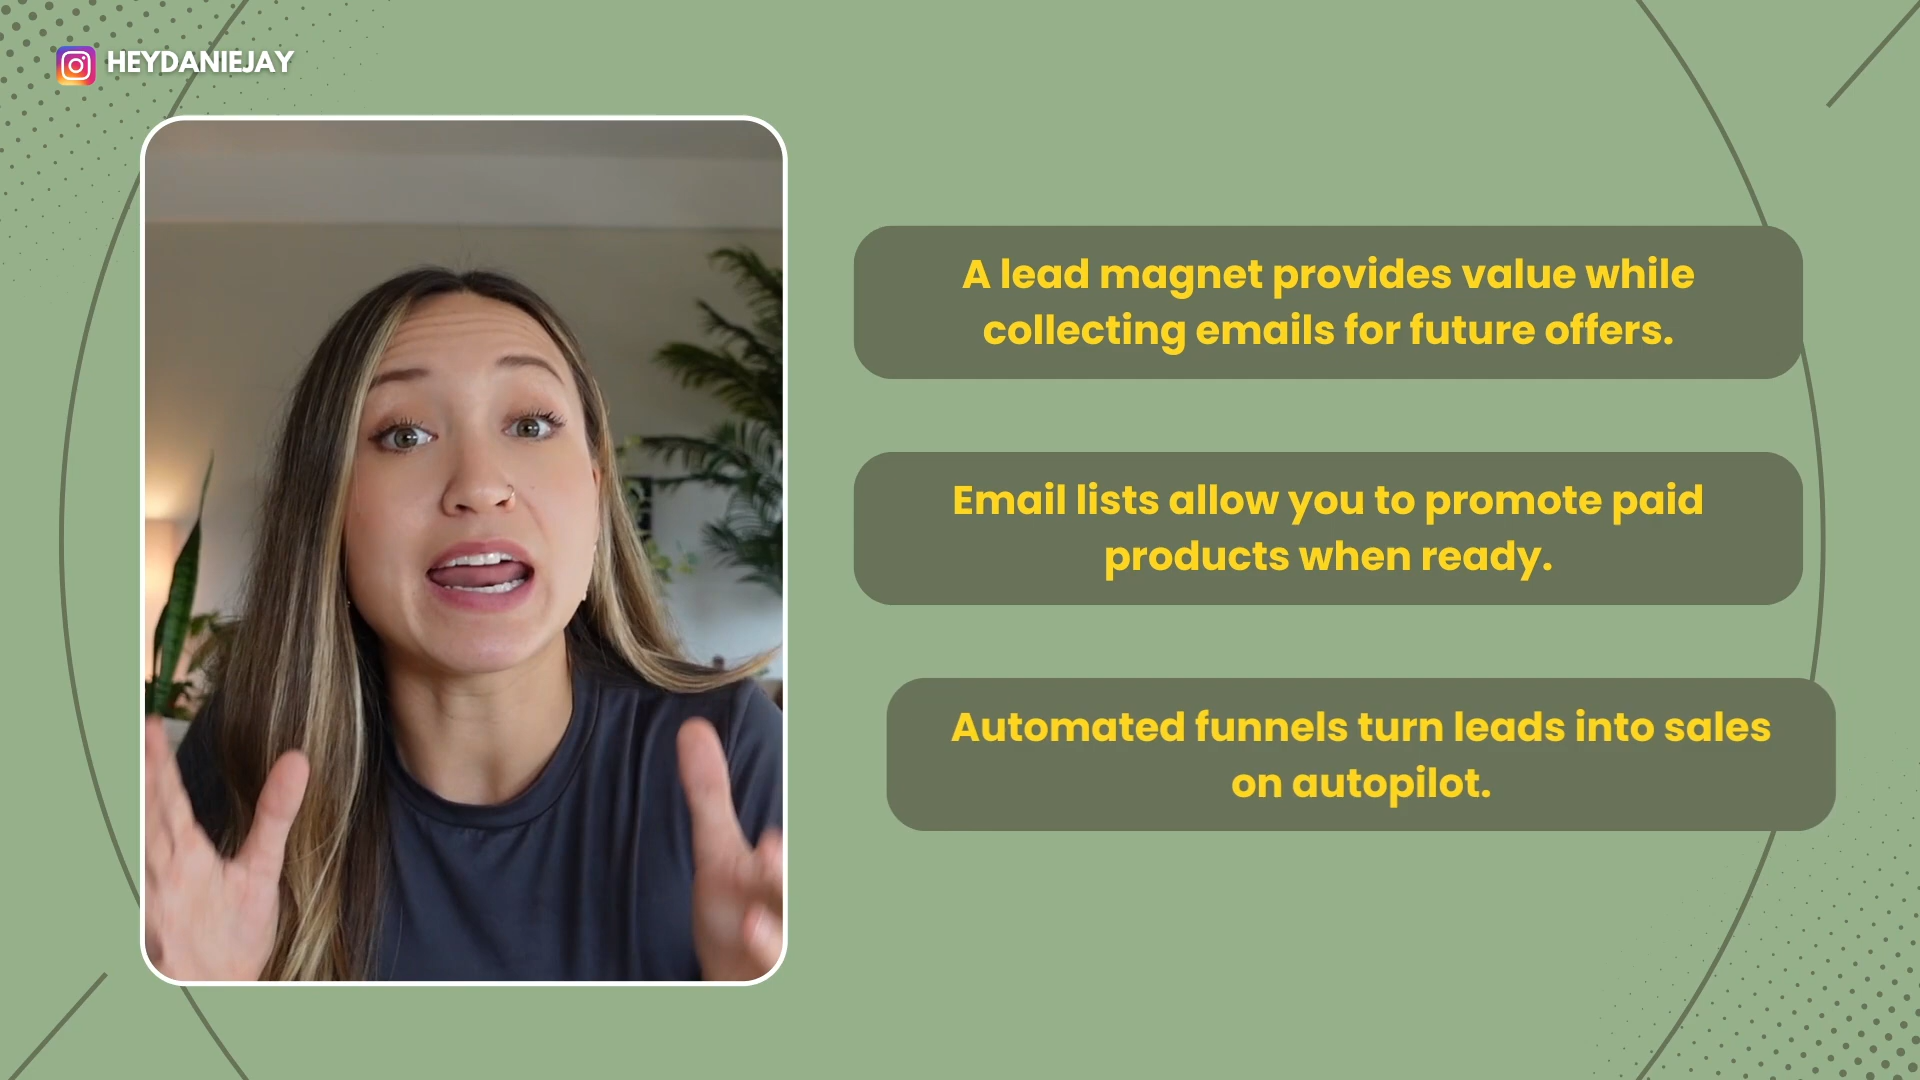 HEYDANIEJAY
A lead magnet provides value while
collecting emails for future offers.
Email lists allow you to promote paid
products when ready.
Automated funnels turn leads into sales
on autopilot.